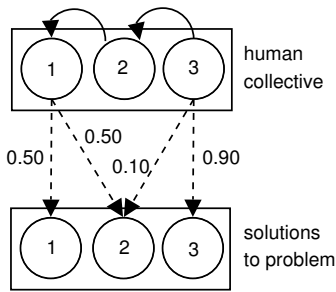 1 2 3
human
collective
0.50 0.50 0.10 0.90
1 2 3
solutions
to problem